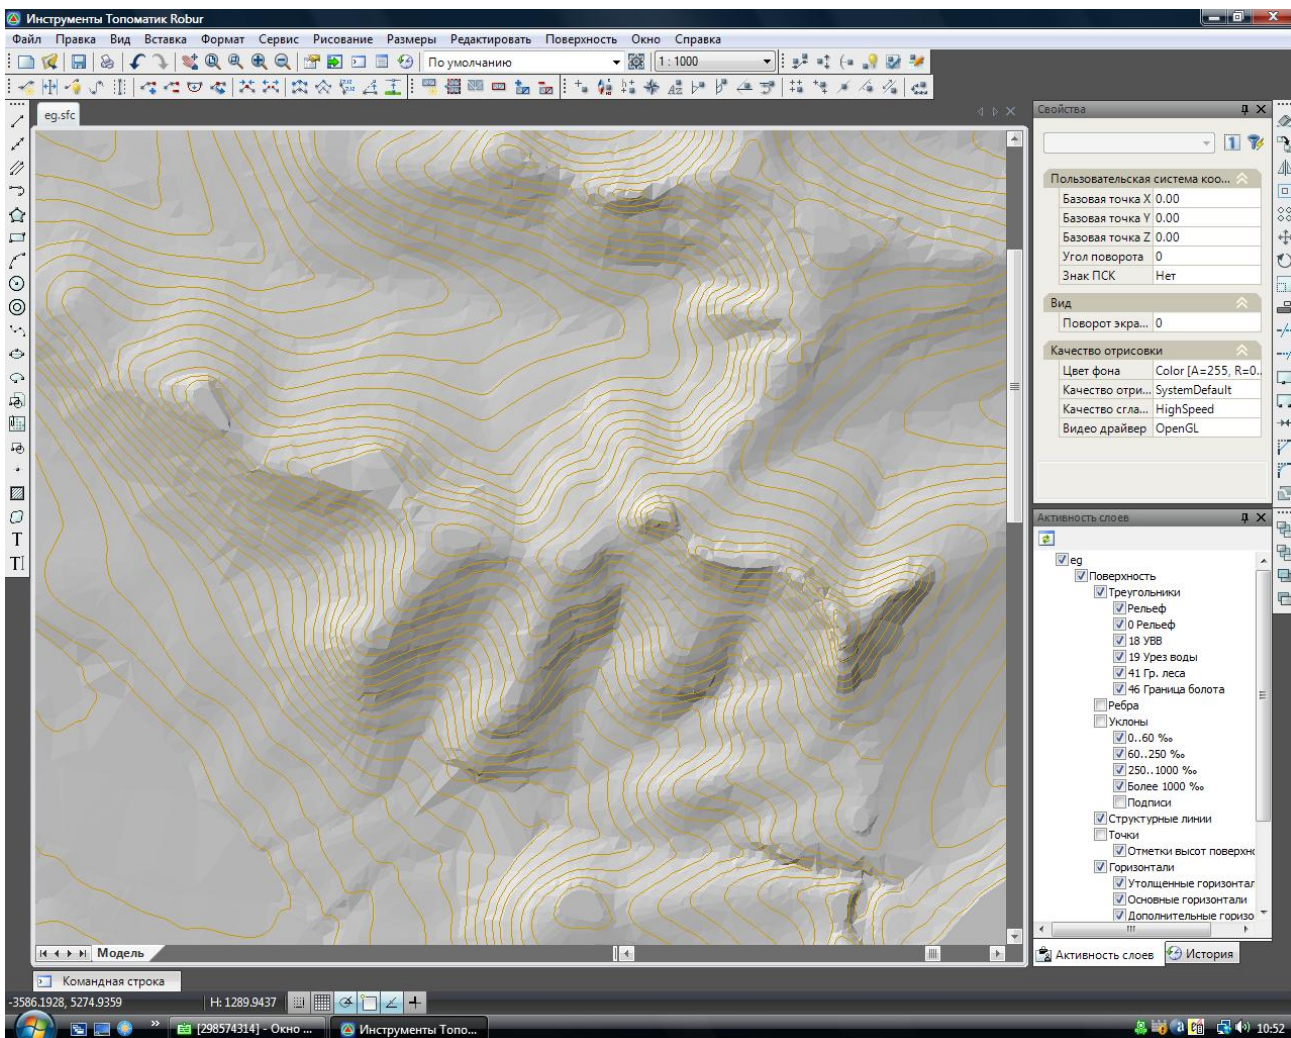 Инструменты Топоматик Robur
Файл Правка Вид Вставка Формат Сервис Рисование Размеры Редактировать Поверхность Окно Справка
По умолчанию 1 : 1000
eg.sfc
Свойства
1
Пользовательская система коо...
Базовая точка X 0.00
Базовая точка Y 0.00
Базовая точка Z 0.00
Угол поворота 0
Знак ПСК Нет
Вид
Поворот экра... 0
Качество отрисовки
Цвет фона Color [A=255, R=0..
Качество отри... SystemDefault
Качество сгла... HighSpeed
Видео драйвер OpenGL
T
TI
Активность слоев
eg
Поверхность
Треугольники
Рельеф
0 Рельеф
18 УВВ
19 Урез воды
41 Гр. леса
46 Граница болота
Ребра
Уклоны
0..60 ‰
60..250 ‰
250..1000 ‰
Более 1000 ‰
Подписи
Структурные линии
Точки
Отметки высот поверхно
Горизонтали
Утолщенные горизонтал
Основные горизонтали
Дополнительные горизо
Модель
Активность слоев История
Командная строка
-3586.1928, 5274.9359 H: 1289.9437
[298574314] - Окно ... Инструменты Топо... 10:52